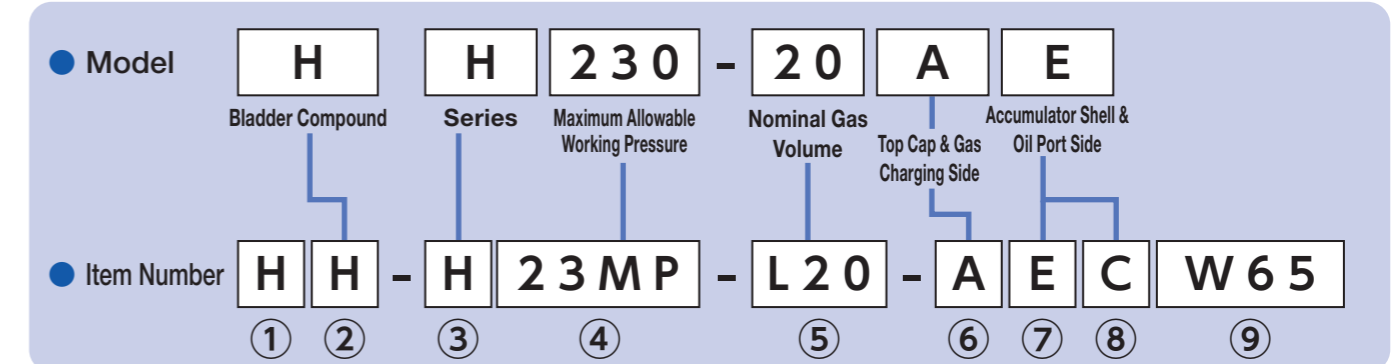 ● Model H H 230 - 20 A E
Bladder Compound
Series
Maximum Allowable
Working Pressure
Nominal Gas
Volume
Top Cap & Gas
Charging Side
Accumulator Shell &
Oil Port Side
● Item Number H H - H 23MP - L20 - A E C W65
① ② ③ ④ ⑤ ⑥ ⑦ ⑧ ⑨